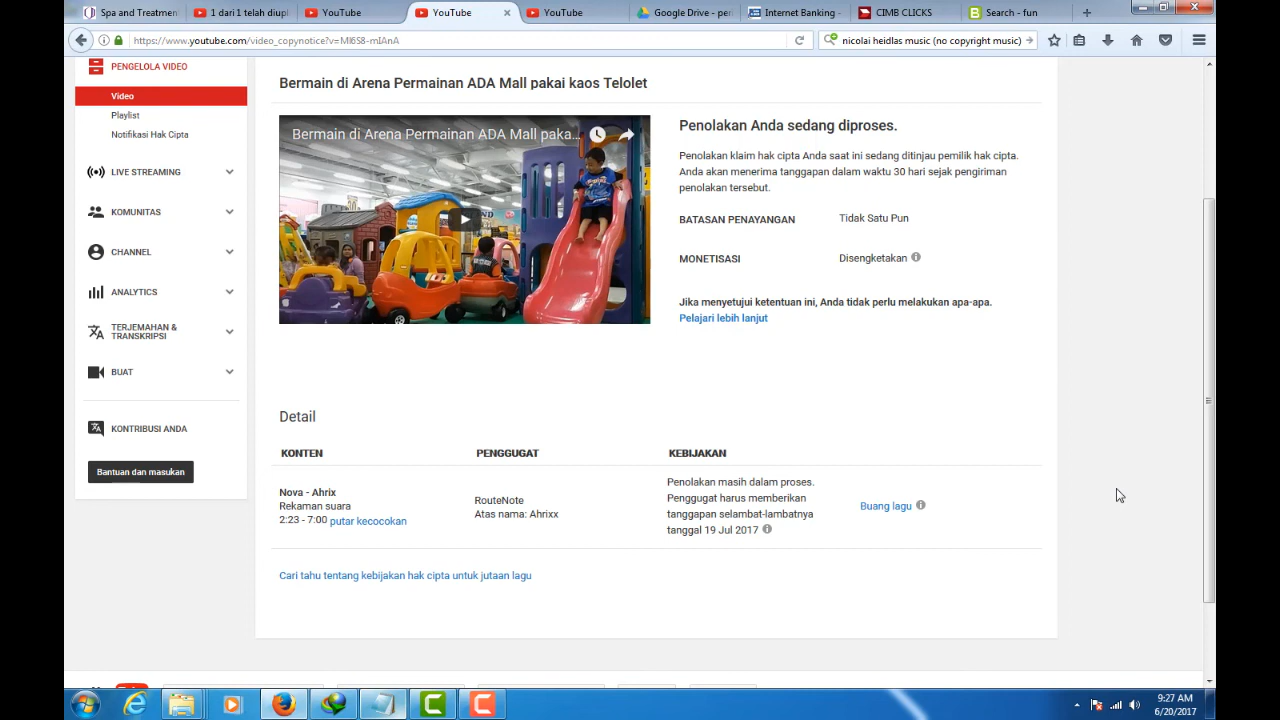 Spa and Treatment
1 dari 1 telah diupl
YouTube
YouTube
YouTube
Google Drive - per
Internet Banking -
CIMB CLICKS
Search - fun
https://www.youtube.com/video_copynotice?v=MI6S8-mIAnA
nicolai heidlas music (no copyright music)
PENGELOLA VIDEO
Video
Playlist
Notifikasi Hak Cipta
LIVE STREAMING
KOMUNITAS
CHANNEL
ANALYTICS
TERJEMAHAN &
TRANSKRIPSI
BUAT
KONTRIBUSI ANDA
Bantuan dan masukan
Bermain di Arena Permainan ADA Mall pakai kaos Telolet
Bermain di Arena Permainan ADA Mall paka...
Penolakan Anda sedang diproses.
Penolakan klaim hak cipta Anda saat ini sedang ditinjau pemilik hak cipta.
Anda akan menerima tanggapan dalam waktu 30 hari sejak pengiriman
penolakan tersebut.
BATASAN PENAYANGAN Tidak Satu Pun
MONETISASI Disengketakan
Jika menyetujui ketentuan ini, Anda tidak perlu melakukan apa-apa.
Pelajari lebih lanjut
Detail
KONTEN PENGGUGAT KEBIJAKAN
Nova - Ahrix
Rekaman suara
2:23 - 7:00 putar kecocokan
RouteNote
Atas nama: Ahrixx
Penolakan masih dalam proses.
Penggugat harus memberikan
tanggapan selambat-lambatnya
tanggal 19 Jul 2017
Buang lagu
Cari tahu tentang kebijakan hak cipta untuk jutaan lagu
9:27 AM
6/20/2017